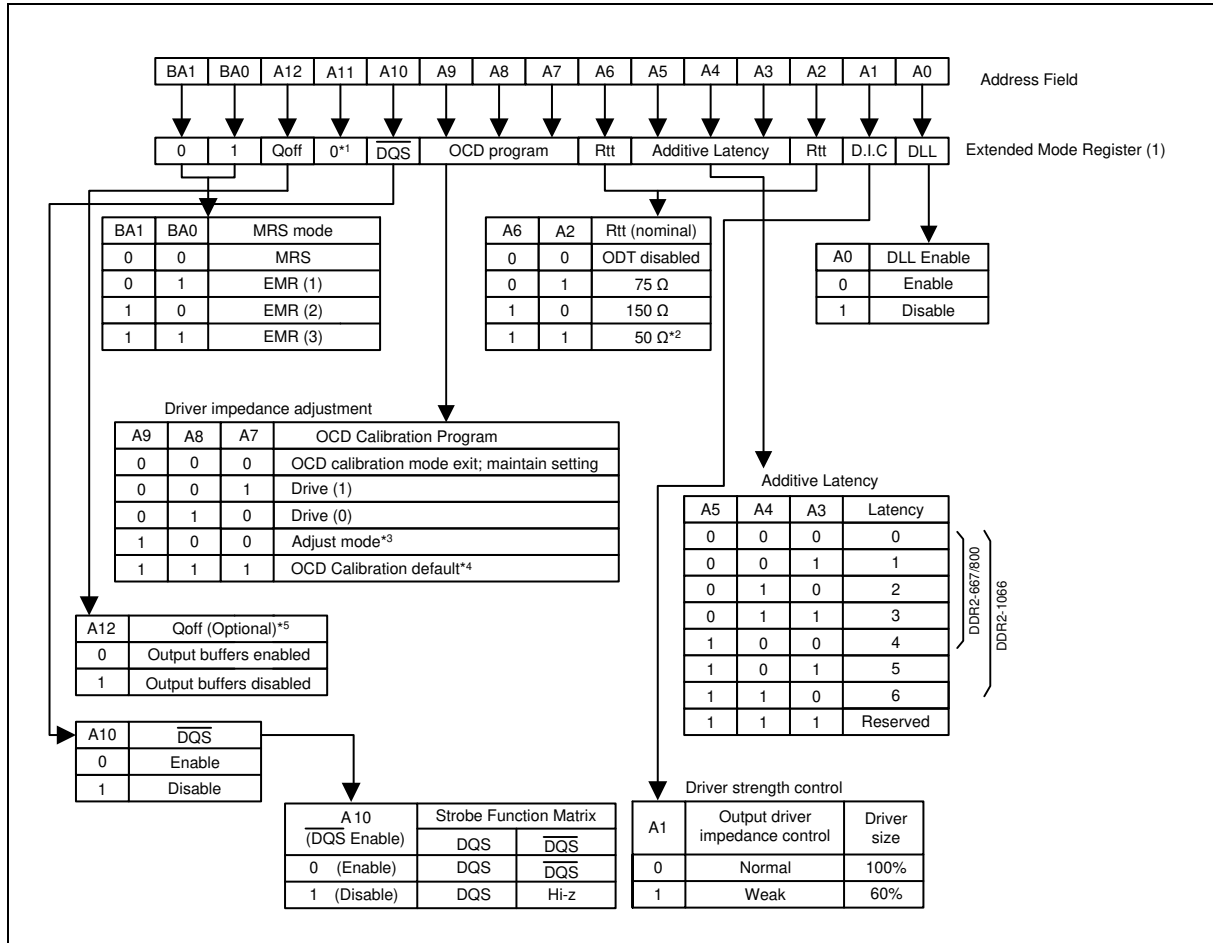 BA1 BA0 A12 A11 A10 A9 A8 A7 A6 A5 A4 A3 A2 A1 A0 Address Field
0 1 Qoff 0*1 D̅Q̅S̅ OCD program Rtt Additive Latency Rtt D.I.C DLL Extended Mode Register (1)
BA1 BA0 MRS mode
0 0 MRS
0 1 EMR (1)
1 0 EMR (2)
1 1 EMR (3)
A6 A2 Rtt (nominal)
0 0 ODT disabled
0 1 75 Ω
1 0 150 Ω
1 1 50 Ω*2
A0 DLL Enable
0 Enable
1 Disable
Driver impedance adjustment
A9 A8 A7 OCD Calibration Program
0 0 0 OCD calibration mode exit; maintain setting
0 0 1 Drive (1)
0 1 0 Drive (0)
1 0 0 Adjust mode*3
1 1 1 OCD Calibration default*4
Additive Latency
A5 A4 A3 Latency
0 0 0 0
0 0 1 1
0 1 0 2
0 1 1 3
1 0 0 4
1 0 1 5
1 1 0 6
1 1 1 Reserved
DDR2-667/800
DDR2-1066
A12 Qoff (Optional)*5
0 Output buffers enabled
1 Output buffers disabled
A10 D̅Q̅S̅
0 Enable
1 Disable
A10 (D̅Q̅S̅ Enable) Strobe Function Matrix
DQS D̅Q̅S̅
0 (Enable) DQS D̅Q̅S̅
1 (Disable) DQS Hi-z
Driver strength control
A1 Output driver impedance control Driver size
0 Normal 100%
1 Weak 60%